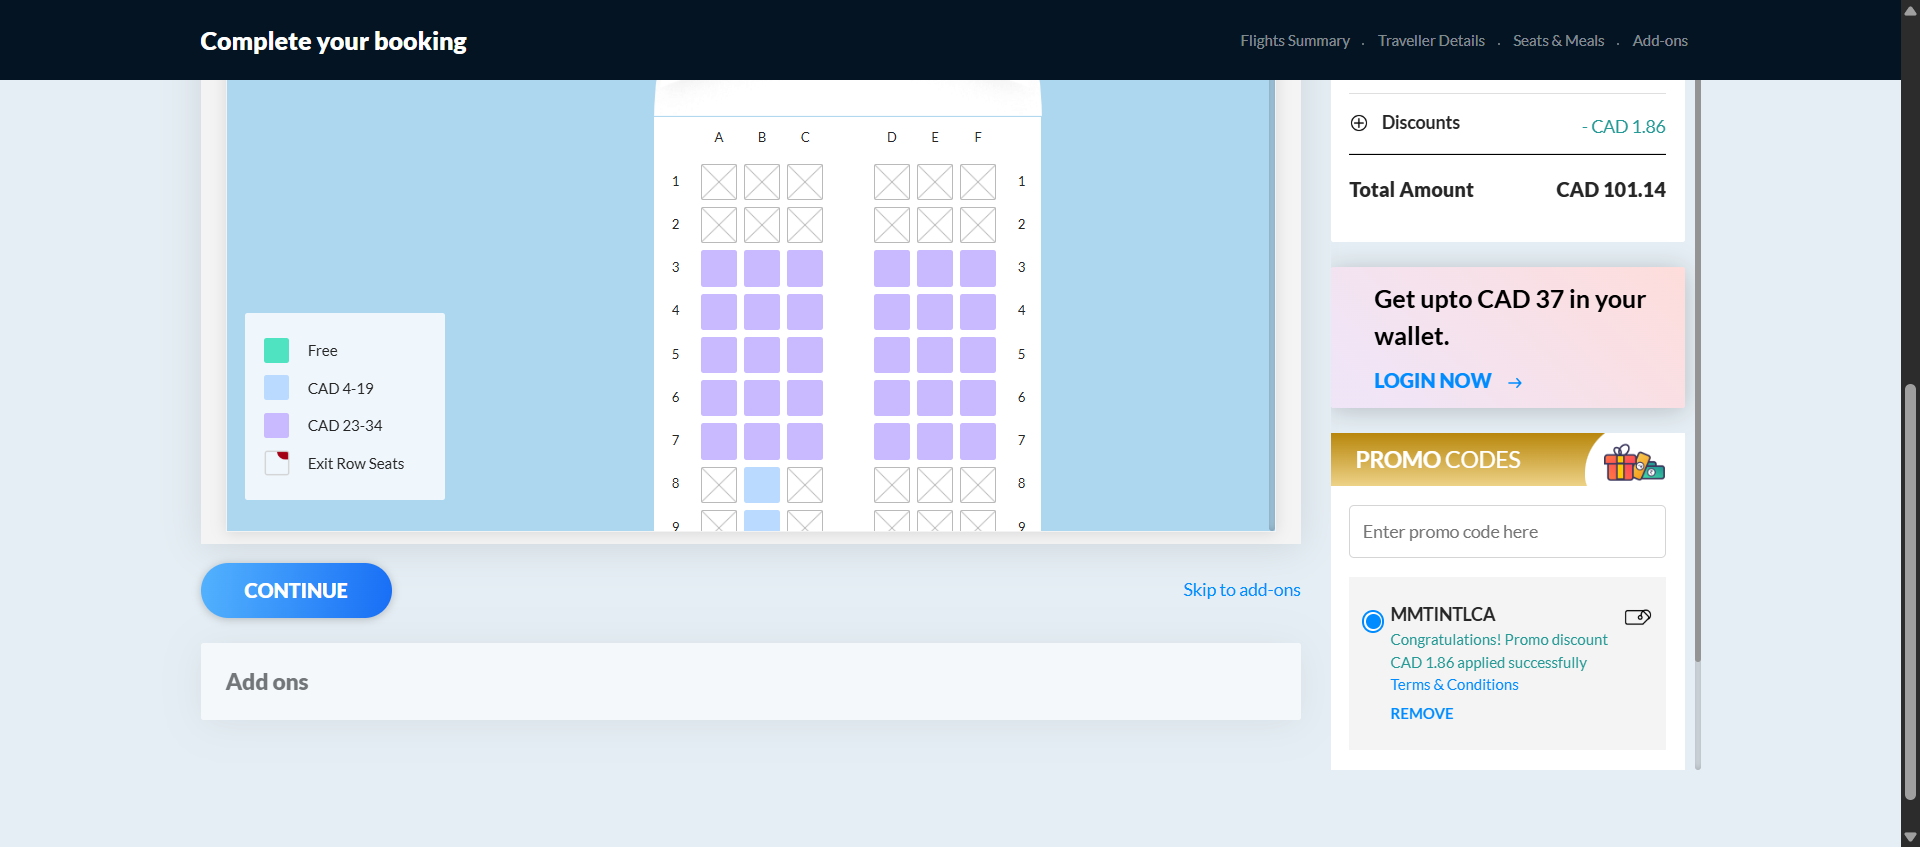 Complete your booking
Flights Summary . Traveller Details . Seats & Meals . Add-ons
A B C D E F
1 1
2 2
3 3
4 4
5 5
6 6
7 7
8 8
9 9
Free
CAD 4-19
CAD 23-34
Exit Row Seats
CONTINUE
Skip to add-ons
Add ons
Discounts - CAD 1.86
Total Amount CAD 101.14
Get upto CAD 37 in your
wallet.
LOGIN NOW →
PROMO CODES
Enter promo code here
MMTINTLCA
Congratulations! Promo discount
CAD 1.86 applied successfully
Terms & Conditions
REMOVE